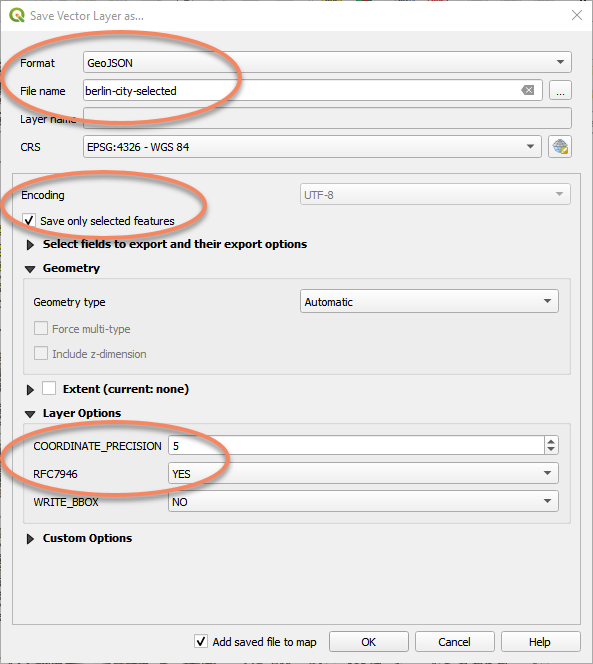 Save Vector Layer as...
Format GeoJSON
File name berlin-city-selected ...
Layer name
CRS EPSG:4326 - WGS 84
Encoding UTF-8
Save only selected features
Select fields to export and their export options
Geometry
Geometry type Automatic
Force multi-type
Include z-dimension
Extent (current: none)
Layer Options
COORDINATE_PRECISION 5
RFC7946 YES
WRITE_BBOX NO
Custom Options
Add saved file to map OK Cancel Help